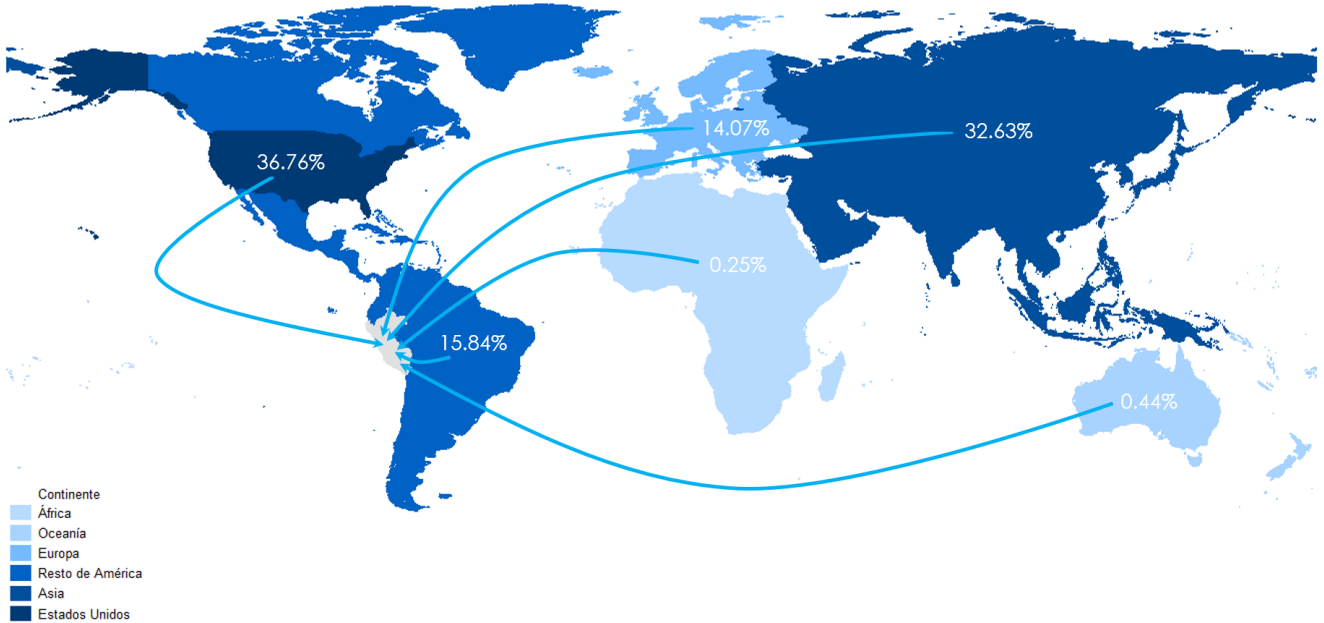 14.07%
32.63%
36.76%
0.25%
15.84%
0.44%
Continente
África
Oceanía
Europa
Resto de América
Asia
Estados Unidos